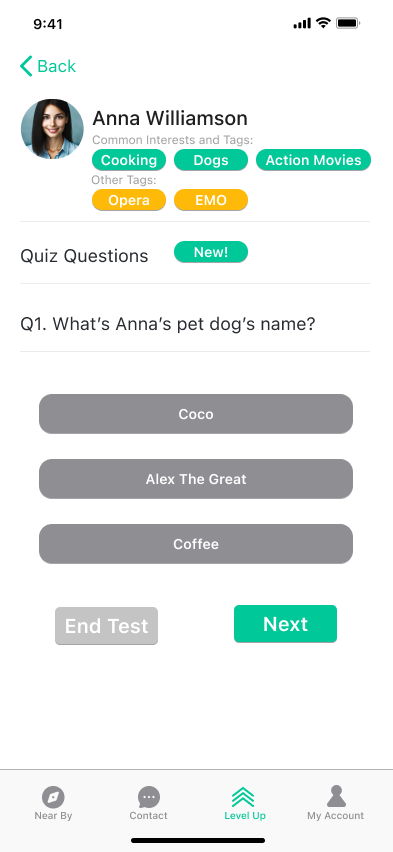 9:41
Back
Anna Williamson
Common Interests and Tags:
Cooking Dogs Action Movies
Other Tags:
Opera EMO
Quiz Questions New!
Q1. What's Anna's pet dog's name?
Coco
Alex The Great
Coffee
End Test Next
Near By Contact Level Up My Account